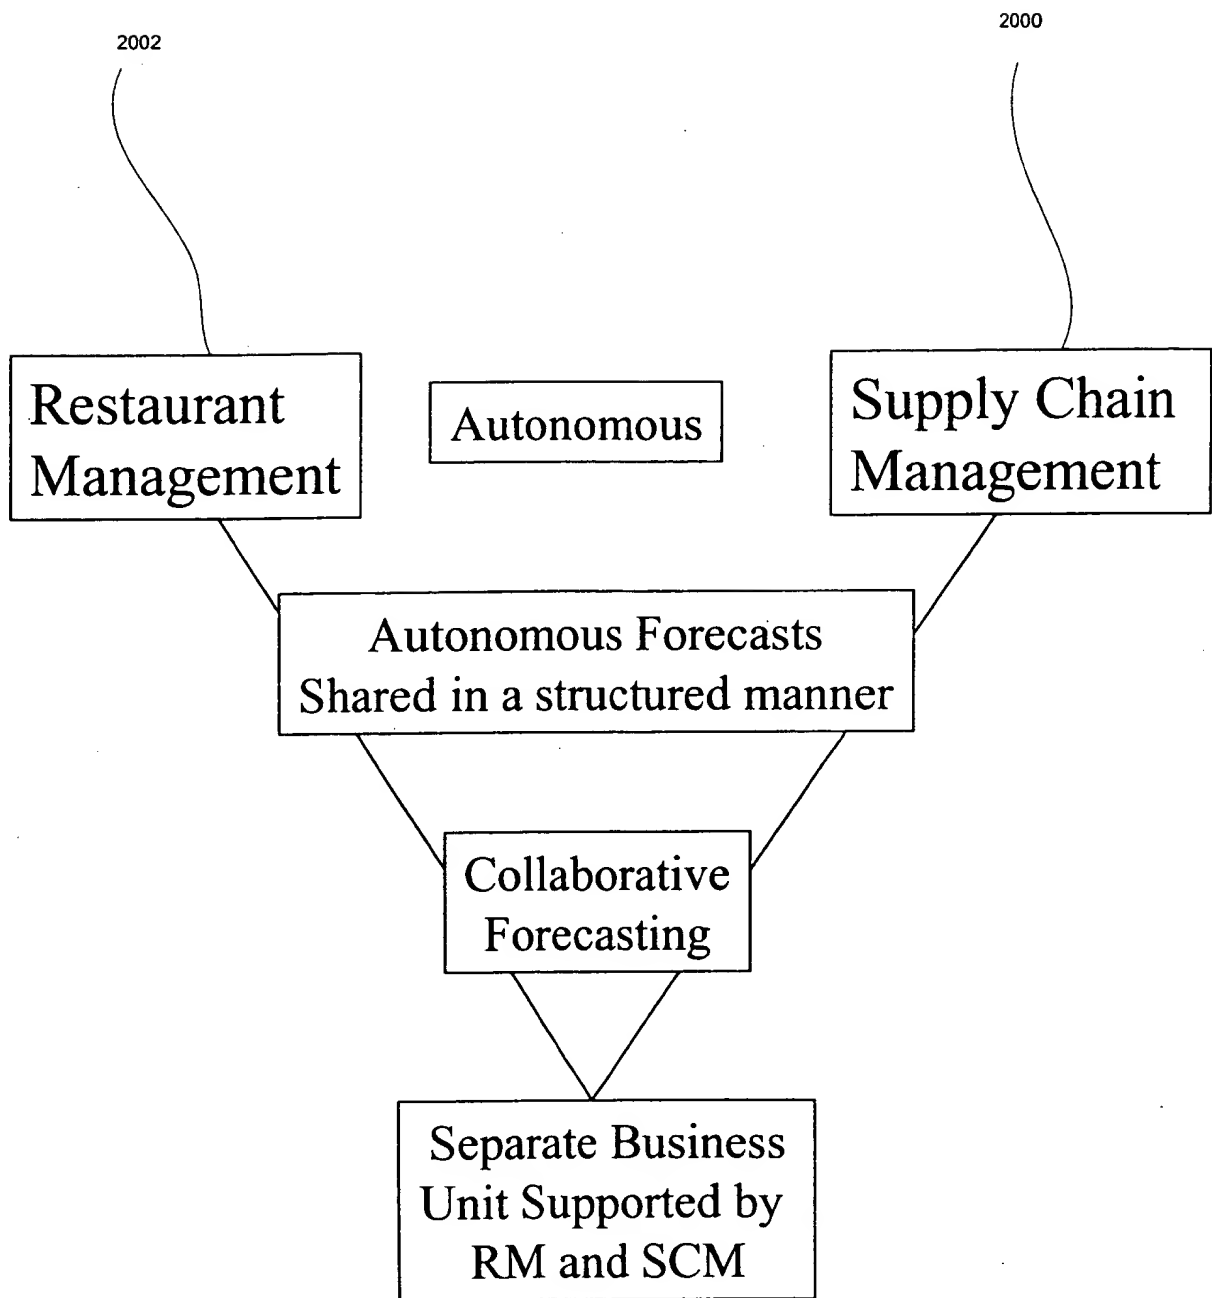 2002
2000
Restaurant
Management
Autonomous
Supply Chain
Management
Autonomous Forecasts
Shared in a structured manner
Collaborative
Forecasting
Separate Business
Unit Supported by
RM and SCM